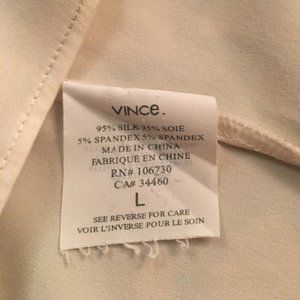 VINCE.
95% SILK 95% SOIE
5% SPANDEX 5% SPANDEX
MADE IN CHINA
FABRIQUE EN CHINE
RN# 106730
CA# 34460
L
SEE REVERSE FOR CARE
VOIR L'INVERSE POUR LE SOIN